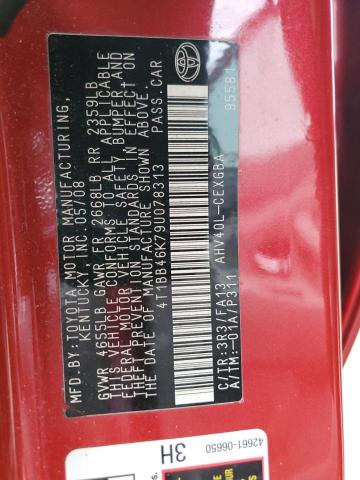 MFD.BY:TOYOTA MOTOR MANUFACTURING,
KENTUCKY, INC. 05/08
GVWR 4655LB GAWR FR 2668LB RR 2359LB
THIS VEHICLE CONFORMS TO ALL APPLICABLE
FEDERAL MOTOR VEHICLE SAFETY, BUMPER, AND
THEFT PREVENTION STANDARDS IN EFFECT ON
THE DATE OF MANUFACTURE SHOWN ABOVE.
4T1BB46K79U078313 PASS.CAR
C/TR:3R3/FA13 AHV40L-CEXGBA
A/TM:-01A/P311 95581
42661-06650
3H